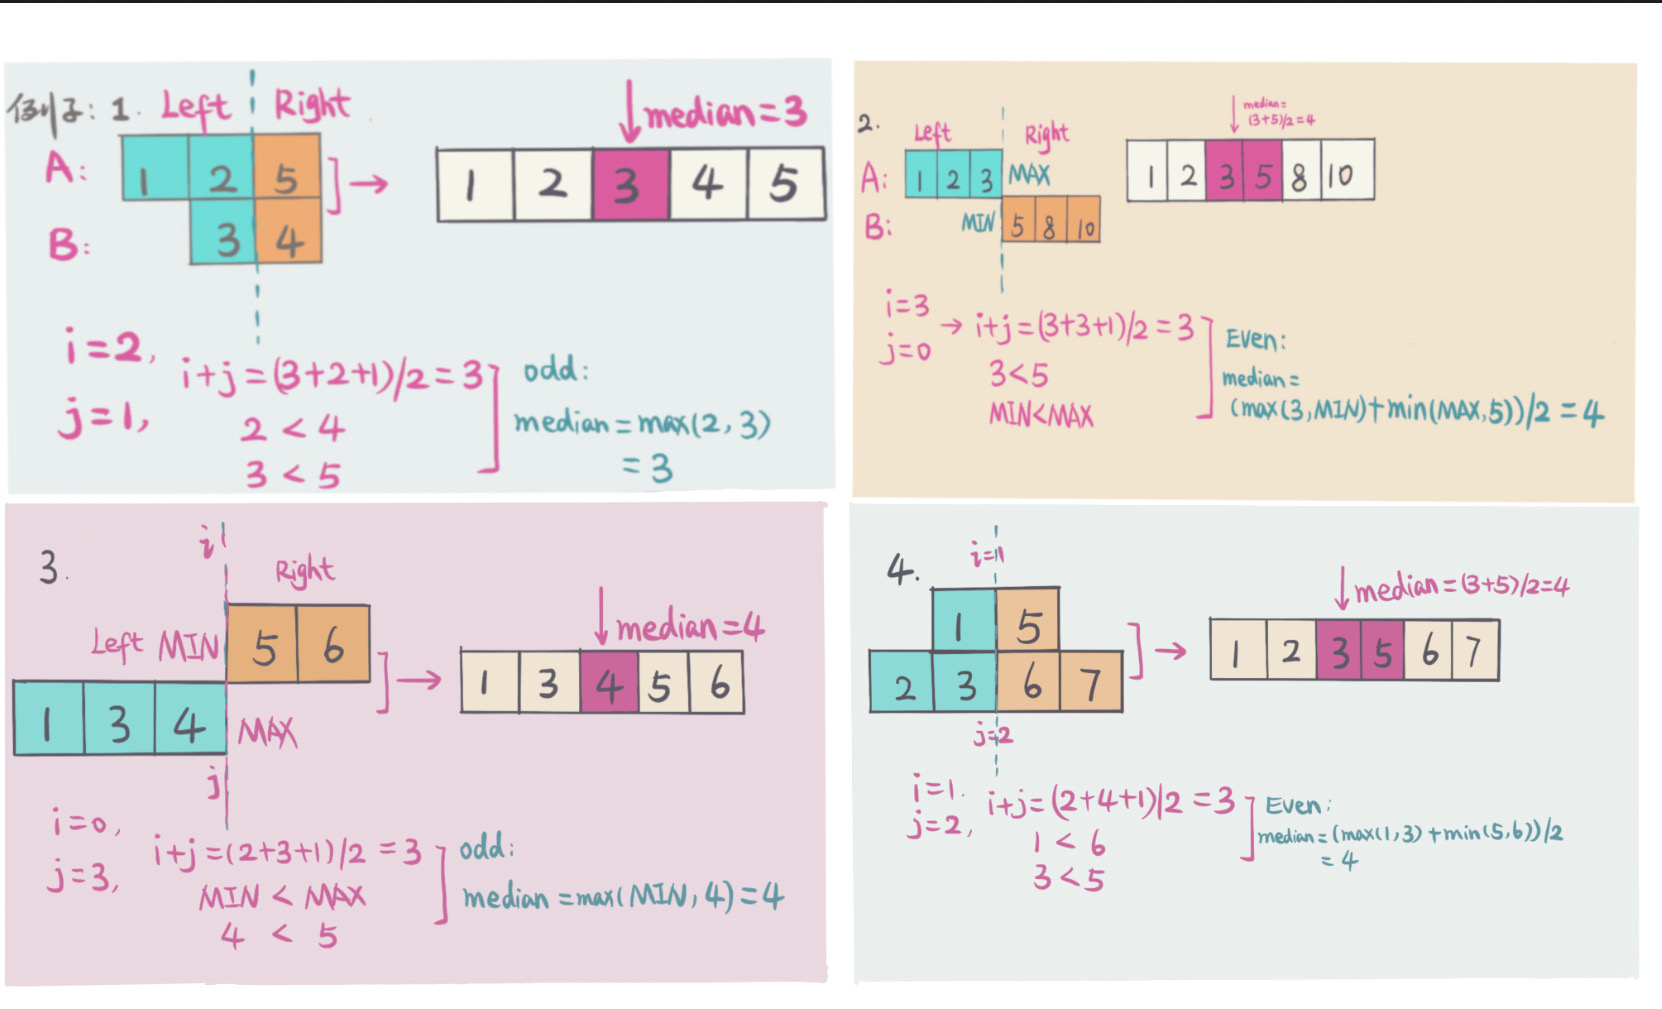 例子: 1.
Left Right
A: 1 2 5
B: 3 4
→
median=3
1 2 3 4 5
i=2,
j=1,
i+j=(3+2+1)/2=3
2<4
3<5
odd:
median=max(2,3)
=3
2.
Left Right
A: 1 2 3 MAX
B: MIN 5 8 10
median=
(3+5)/2=4
1 2 3 5 8 10
i=3
j=0
→ i+j=(3+3+1)/2=3
3<5
MIN<MAX
Even:
median=
(max(3,MIN)+min(MAX,5))/2=4
3.
i
Right
Left MIN 5 6
1 3 4 MAX
j
→
median=4
1 3 4 5 6
i=0,
j=3,
i+j=(2+3+1)/2=3
MIN<MAX
4<5
odd:
median=max(MIN,4)=4
4.
i=1
1 5
2 3 6 7
j=2
→
median=(3+5)/2=4
1 2 3 5 6 7
i=1.
j=2,
i+j=(2+4+1)/2=3
1<6
3<5
Even:
median=(max(1,3)+min(5,6))/2
=4